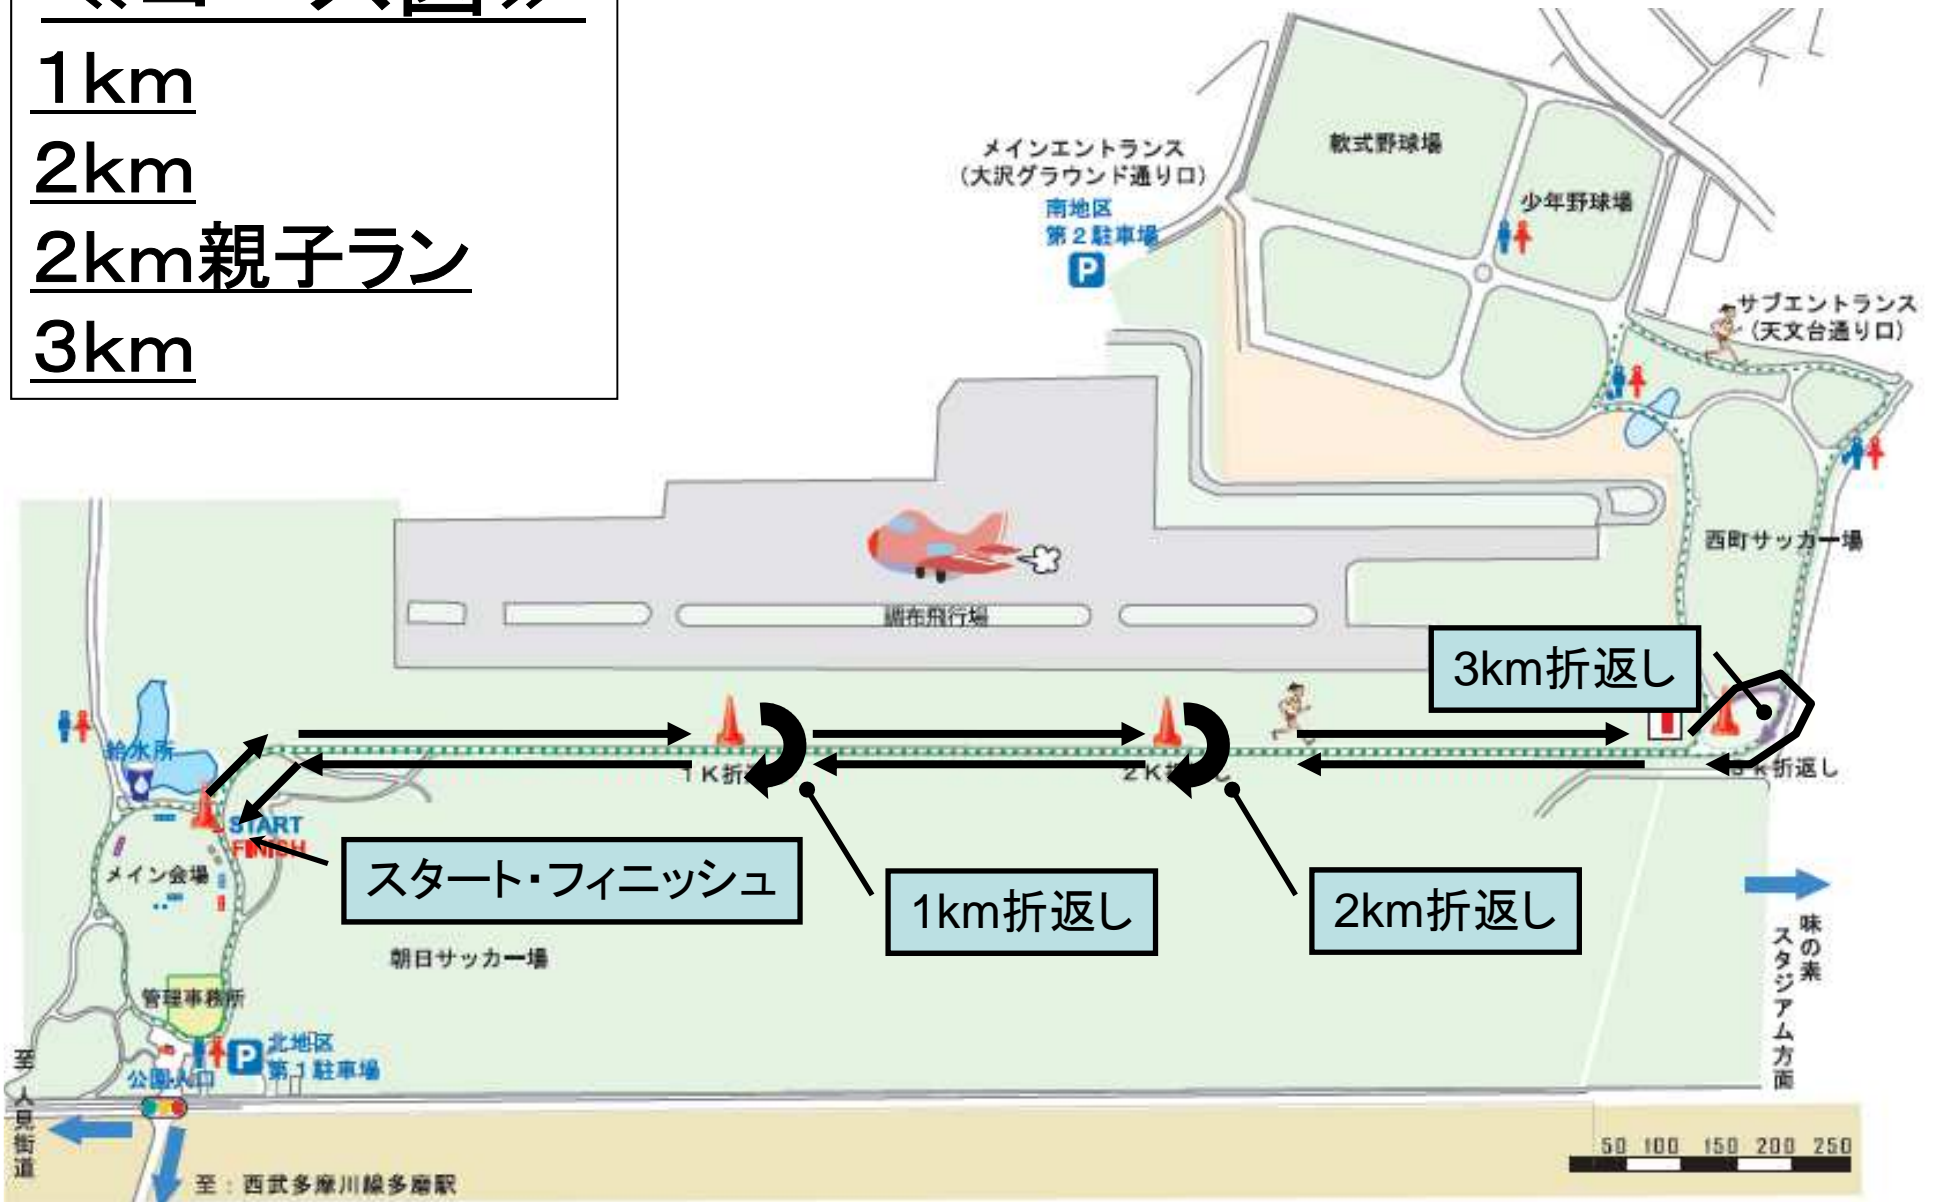 ≪コース図≫
1km
2km
2km親子ラン
3km
メインエントランス
(大沢グラウンド通り口)
南地区
第2駐車場
P
軟式野球場
少年野球場
サブエントランス
(天文台通り口)
西町サッカー場
調布飛行場
3km折返し
給水所
1K折
2K折
し
3K折返し
START
FINISH
スタート・フィニッシュ
メイン会場
1km折返し
2km折返し
朝日サッカー場
味の素
スタジアム方面
管理事務所
P
北地区
第1駐車場
公園入口
至 人見街道
至:西武多摩川線多磨駅
50 100 150 200 250